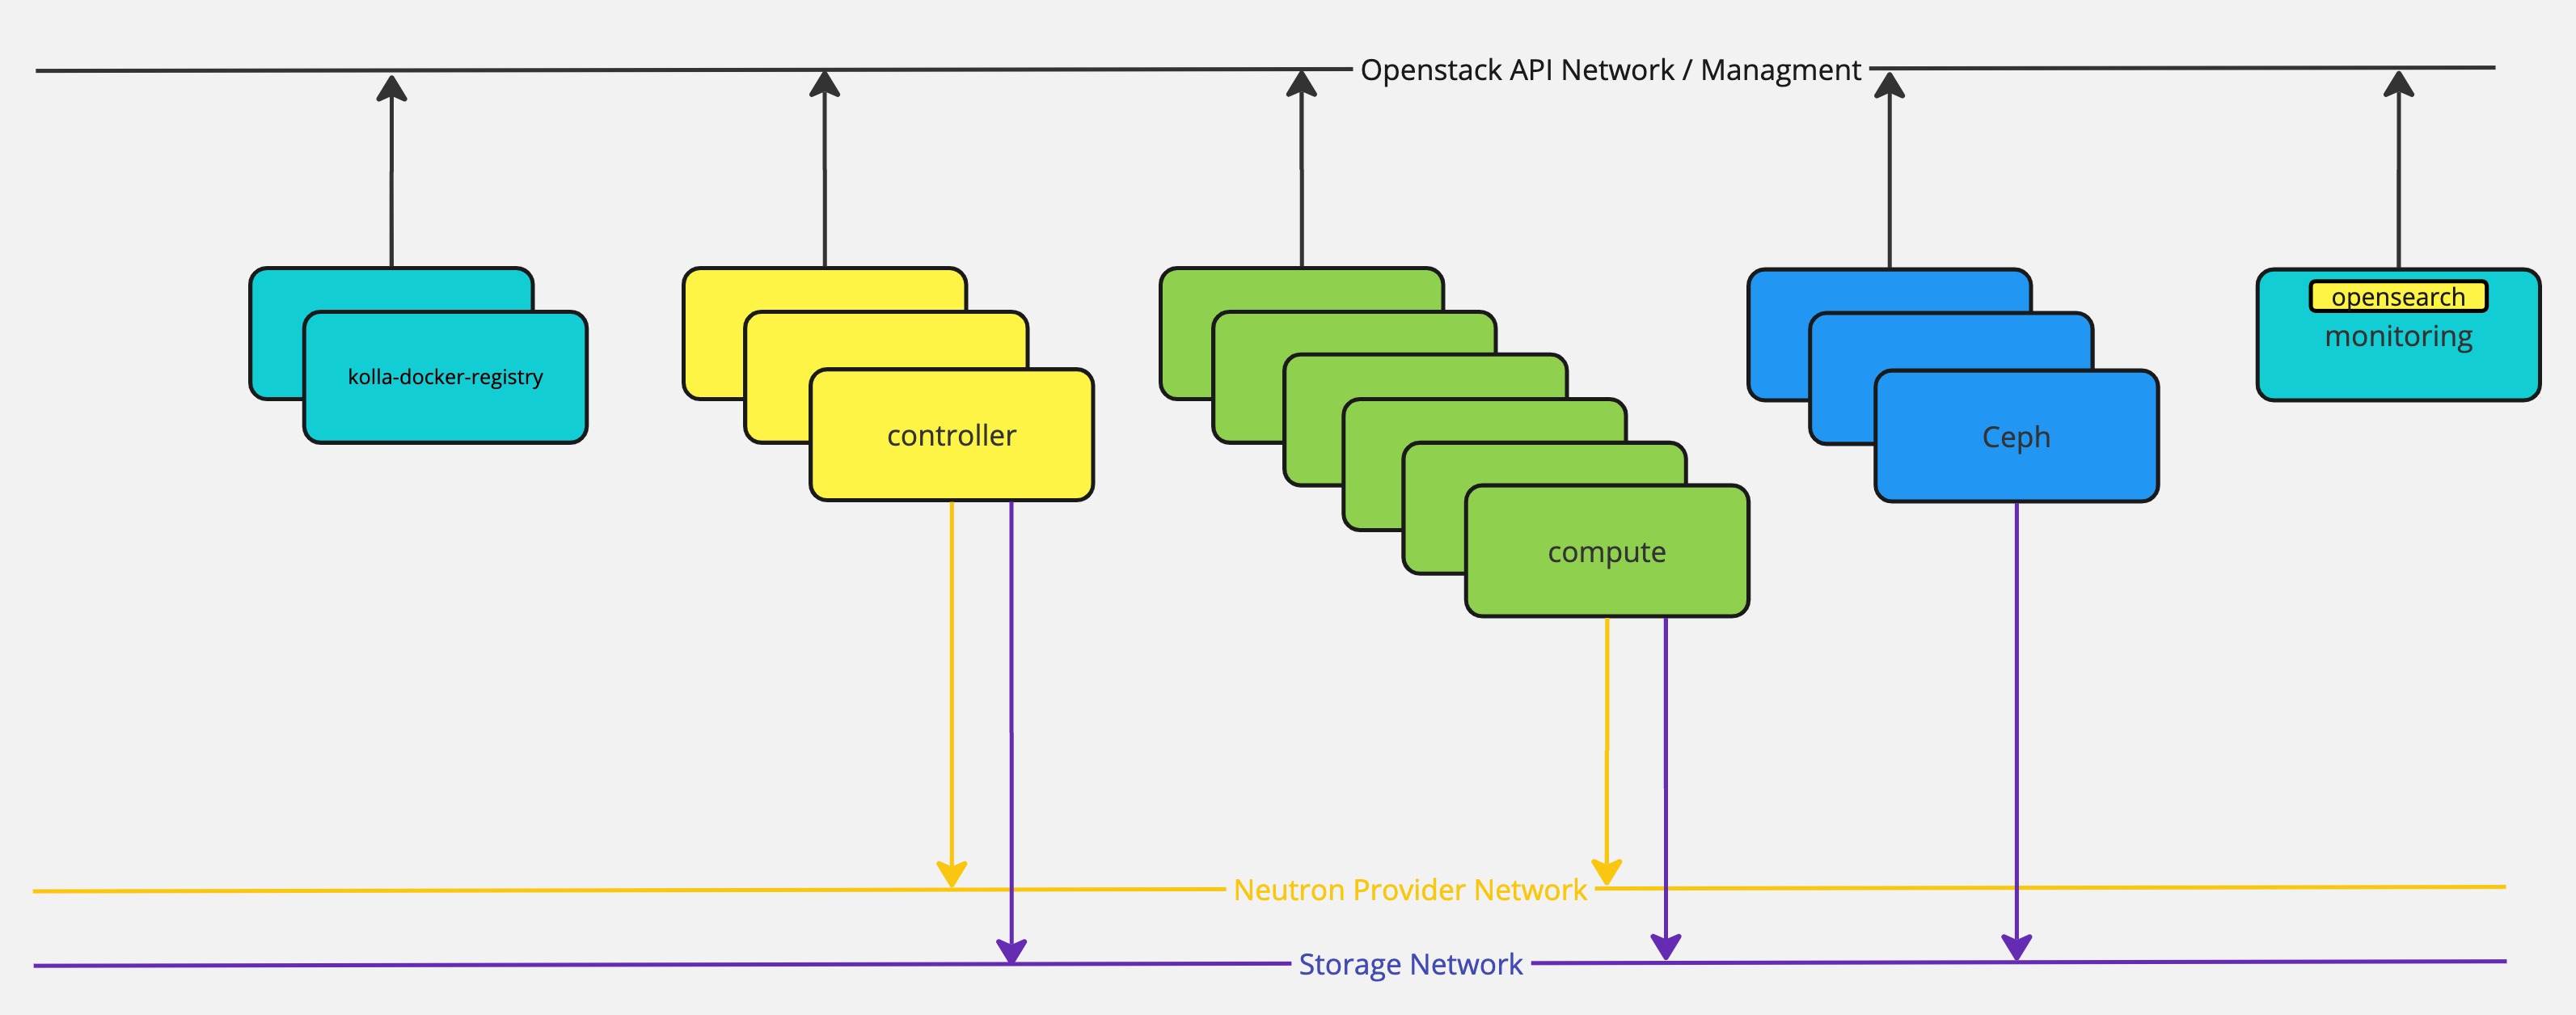 Openstack API Network / Managment
opensearch
monitoring
kolla-docker-registry
controller
Ceph
compute
Neutron Provider Network
Storage Network